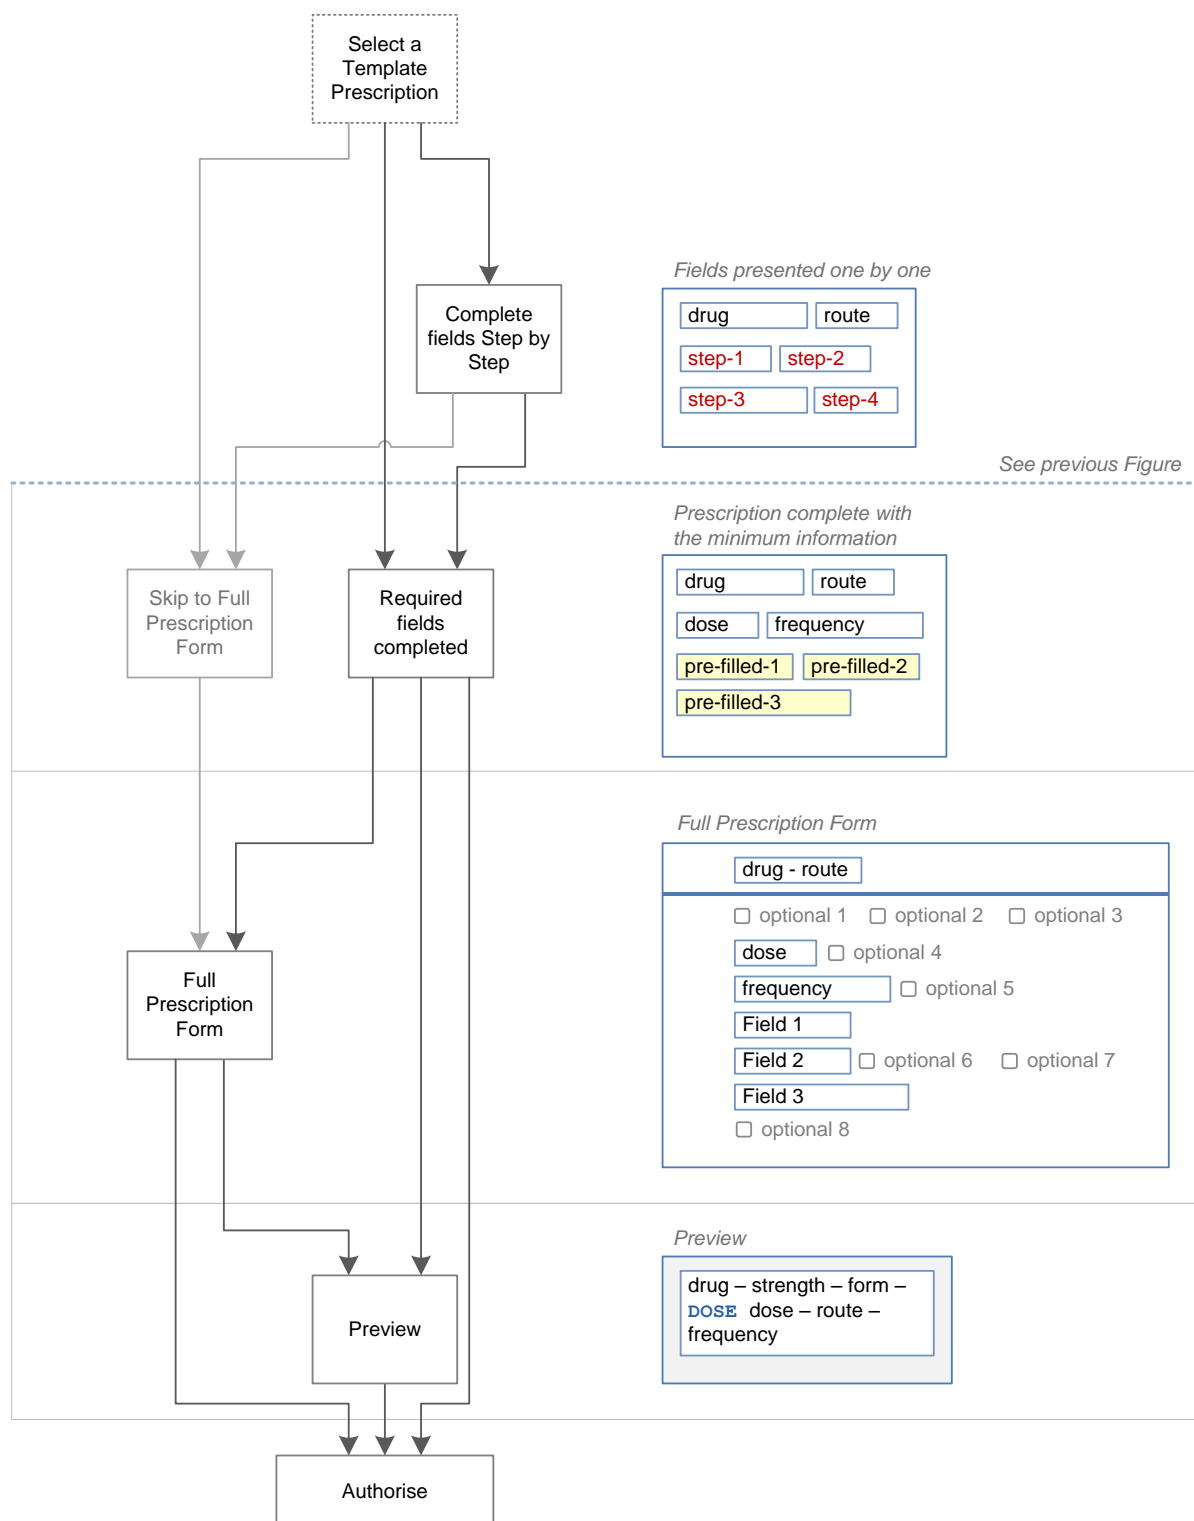 Select a
Template
Prescription
Fields presented one by one
drug
route
Complete
fields Step by
Step
step-1
step-2
step-3
step-4
See previous Figure
Prescription complete with
the minimum information
drug
route
Skip to Full
Prescription
Form
Required
fields
completed
dose
frequency
pre-filled-1
pre-filled-2
pre-filled-3
Full Prescription Form
drug - route
optional 1
optional 2
optional 3
dose
optional 4
Full
Prescription
Form
frequency
optional 5
Field 1
Field 2
optional 6
optional 7
Field 3
optional 8
Preview
Preview
drug – strength – form –
DOSE dose – route –
frequency
Authorise